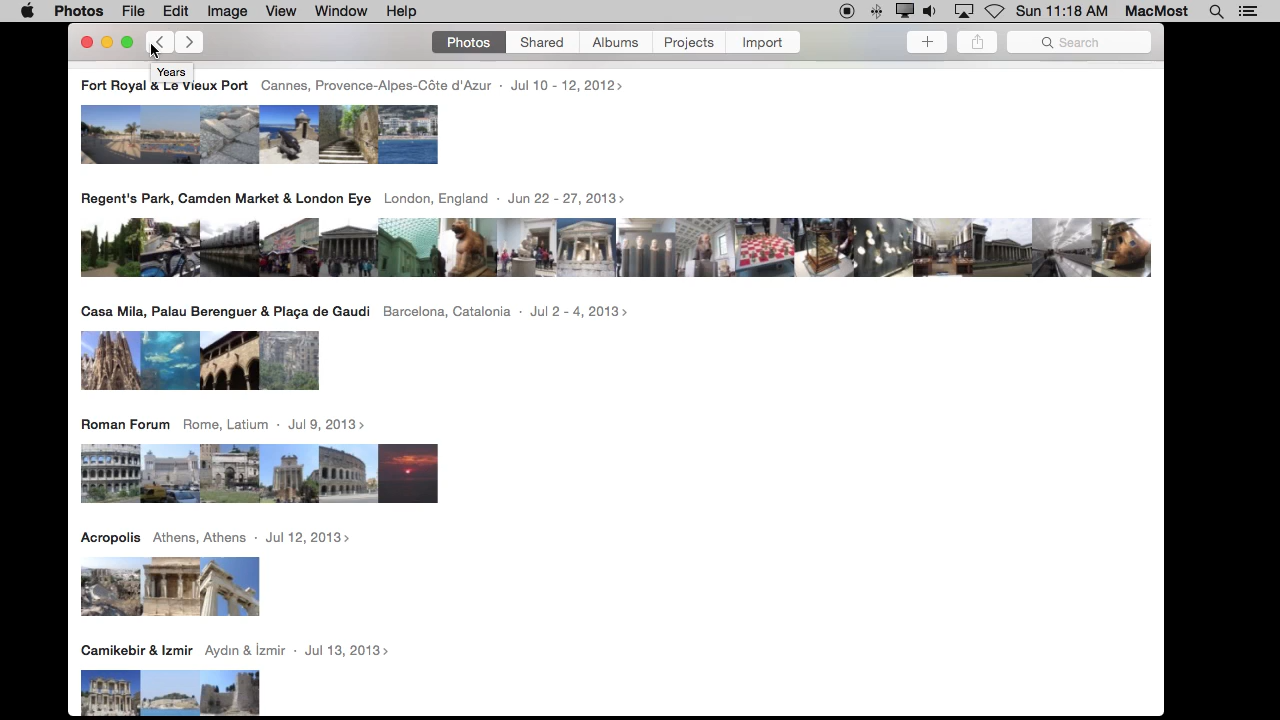 Photos File Edit Image View Window Help Sun 11:18 AM MacMost
Photos Shared Albums Projects Import Search
Years
Fort Royal & Le Vieux Port Cannes, Provence-Alpes-Côte d'Azur · Jul 10 - 12, 2012 >
Regent's Park, Camden Market & London Eye London, England · Jun 22 - 27, 2013 >
Casa Mila, Palau Berenguer & Plaça de Gaudi Barcelona, Catalonia · Jul 2 - 4, 2013 >
Roman Forum Rome, Latium · Jul 9, 2013 >
Acropolis Athens, Athens · Jul 12, 2013 >
Camikebir & Izmir Aydın & İzmir · Jul 13, 2013 >